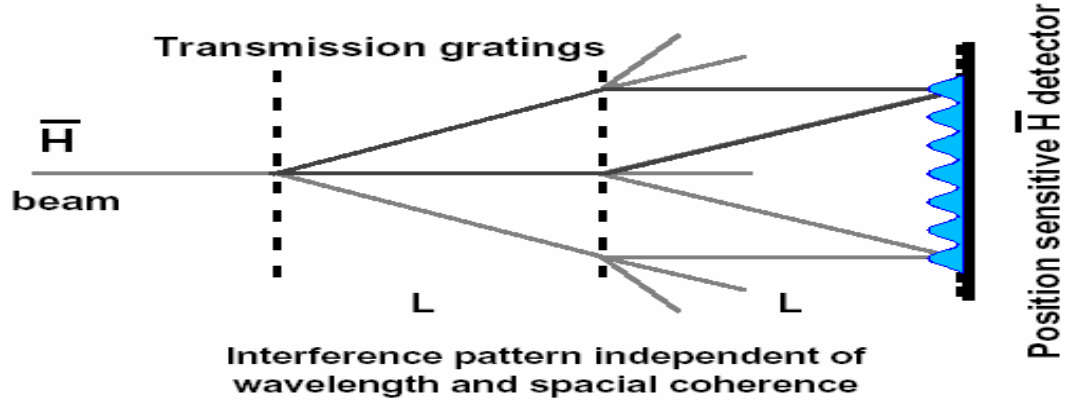 Transmission gratings
H̅
beam
L
L
Interference pattern independent of
wavelength and spacial coherence
Position sensitive H̅ detector